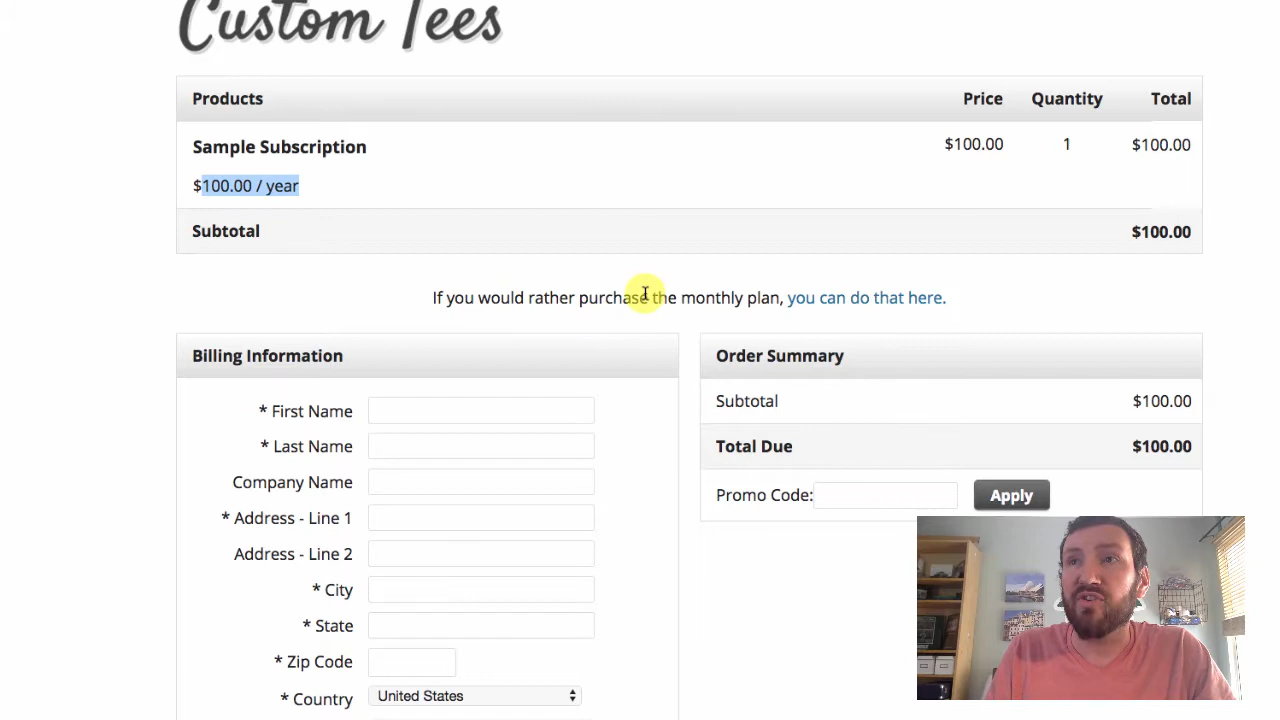 Custom Tees
Products Price Quantity Total
Sample Subscription $100.00 1 $100.00
$100.00 / year
Subtotal $100.00
If you would rather purchase the monthly plan, you can do that here.
Billing Information
* First Name
* Last Name
Company Name
* Address - Line 1
Address - Line 2
* City
* State
* Zip Code
* Country United States
Order Summary
Subtotal $100.00
Total Due $100.00
Promo Code: Apply